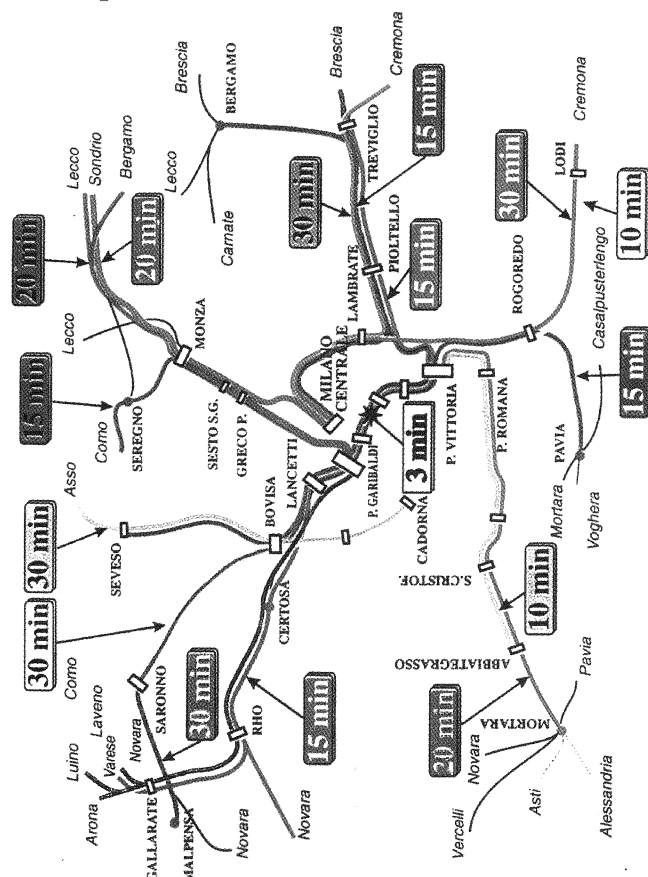 20 min
15 min
30 min
30 min
Asso
Como
Lecco
Lecco
Sondrio
Bergamo
20 min
Como
SEREGNO
MONZA
SEVESO
Luino
Laveno
Varese
Novara
Arona
SARONNO
30 min
GALLARATE
MALPENSA
RHO
Novara
Novara
15 min
CERTOSA
BOVISA
LANCETTI
SESTO S.G.
GRECO P.
MILANO
CENTRALE
P. GARIBALDI
CADORNA
3 min
Brescia
BERGAMO
Lecco
Carnate
Brescia
Cremona
TREVIGLIO
30 min
15 min
LAMBRATE
PIOLTELLO
15 min
P. VITTORIA
P. ROMANA
S.CRISTOF.
10 min
ABBIATEGRASSO
20 min
MORTARA
Pavia
Novara
Vercelli
Asti
Alessandria
ROGOREDO
30 min
LODI
Cremona
10 min
Casalpusterlengo
15 min
PAVIA
Mortara
Voghera